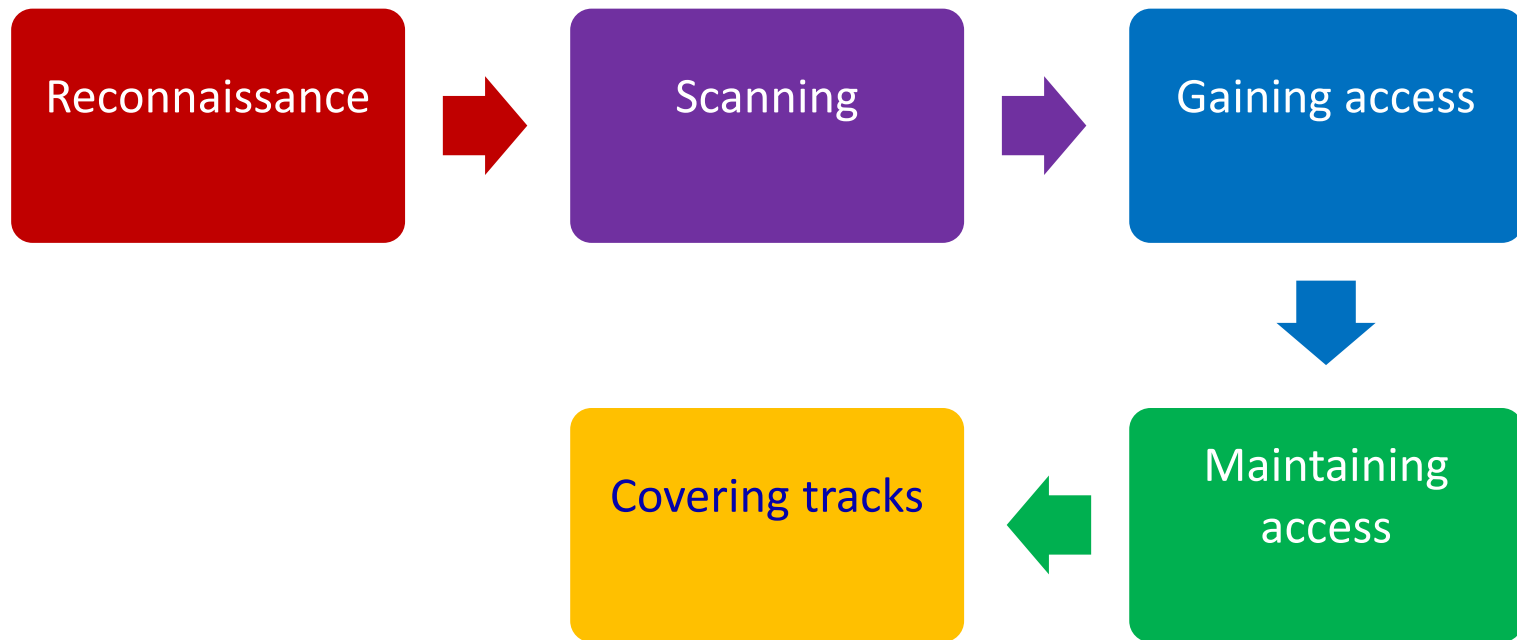 Reconnaissance
Scanning
Gaining access
Maintaining
access
Covering tracks